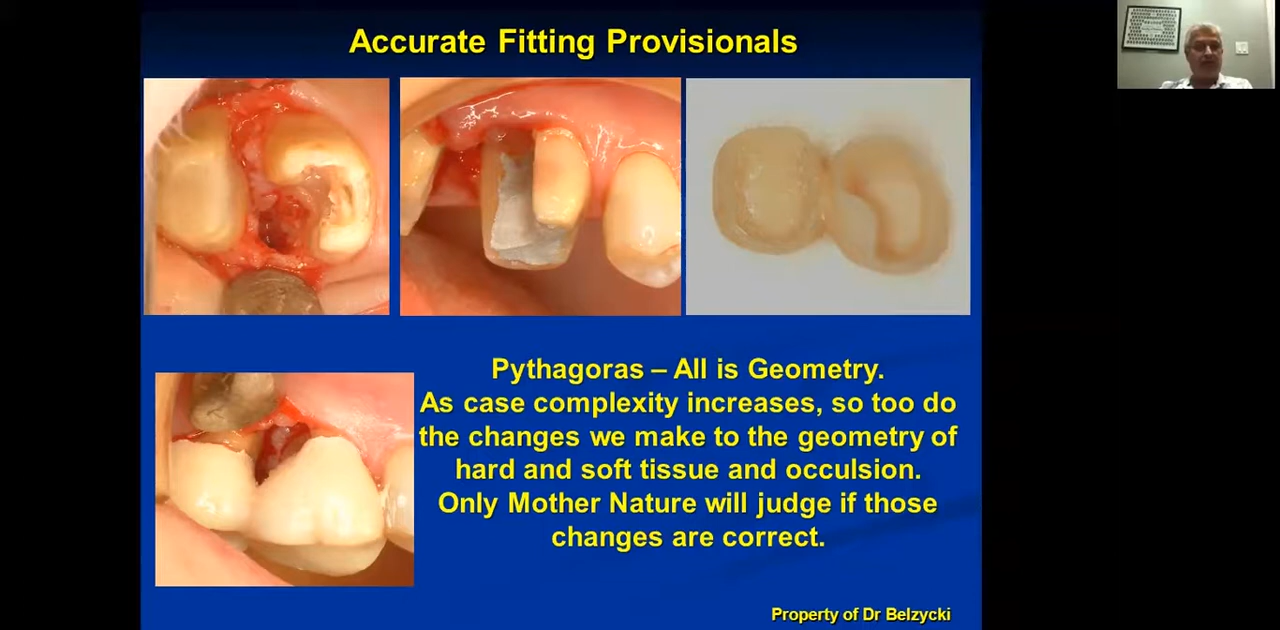 Accurate Fitting Provisionals
Pythagoras – All is Geometry.
As case complexity increases, so too do
the changes we make to the geometry of
hard and soft tissue and occulsion.
Only Mother Nature will judge if those
changes are correct.
Property of Dr Belzycki